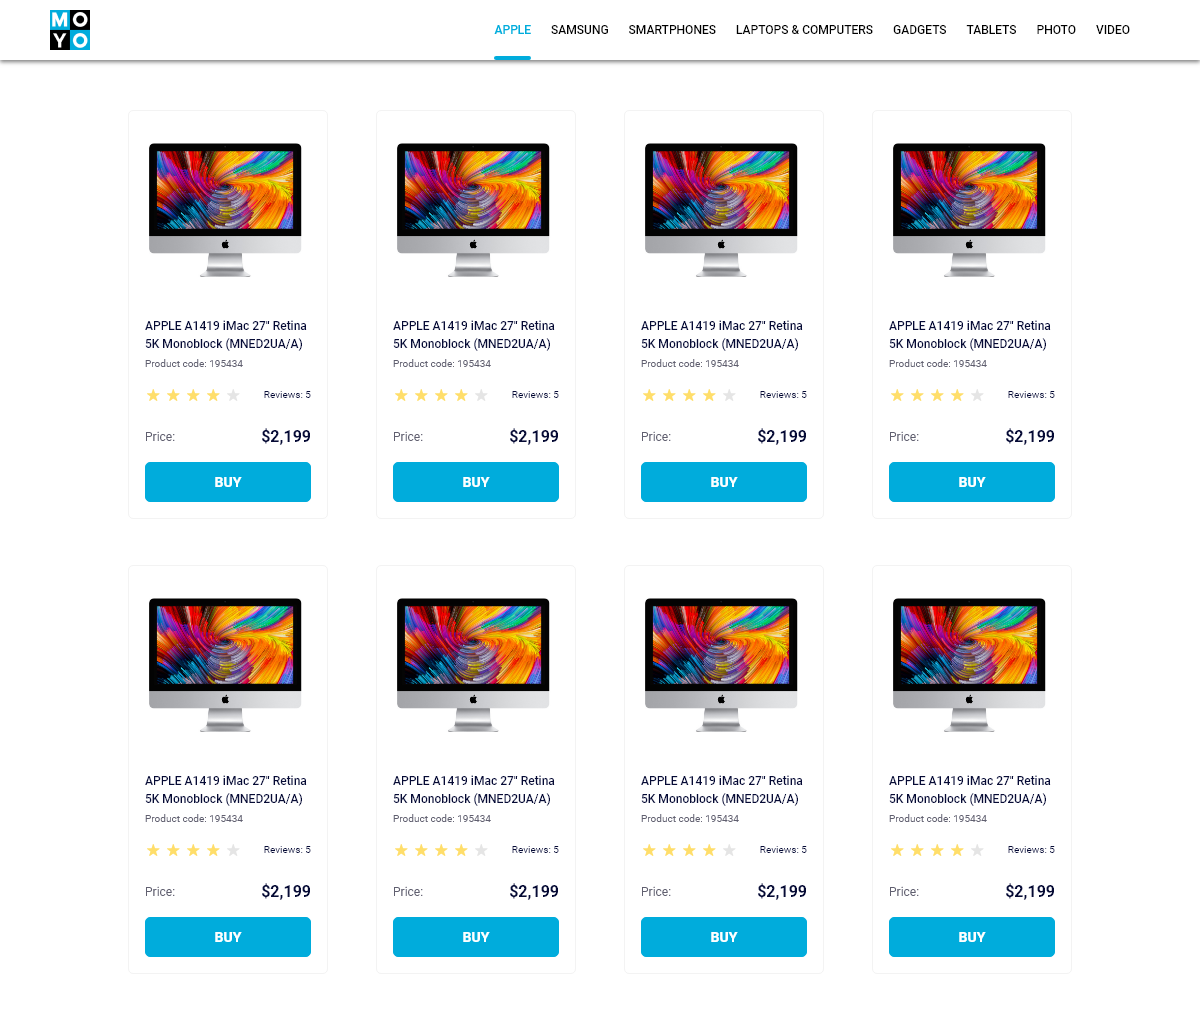 MO
YO
APPLE SAMSUNG SMARTPHONES LAPTOPS & COMPUTERS GADGETS TABLETS PHOTO VIDEO
APPLE A1419 iMac 27" Retina
5K Monoblock (MNED2UA/A)
Product code: 195434
Reviews: 5
Price: $2,199
BUY
APPLE A1419 iMac 27" Retina
5K Monoblock (MNED2UA/A)
Product code: 195434
Reviews: 5
Price: $2,199
BUY
APPLE A1419 iMac 27" Retina
5K Monoblock (MNED2UA/A)
Product code: 195434
Reviews: 5
Price: $2,199
BUY
APPLE A1419 iMac 27" Retina
5K Monoblock (MNED2UA/A)
Product code: 195434
Reviews: 5
Price: $2,199
BUY
APPLE A1419 iMac 27" Retina
5K Monoblock (MNED2UA/A)
Product code: 195434
Reviews: 5
Price: $2,199
BUY
APPLE A1419 iMac 27" Retina
5K Monoblock (MNED2UA/A)
Product code: 195434
Reviews: 5
Price: $2,199
BUY
APPLE A1419 iMac 27" Retina
5K Monoblock (MNED2UA/A)
Product code: 195434
Reviews: 5
Price: $2,199
BUY
APPLE A1419 iMac 27" Retina
5K Monoblock (MNED2UA/A)
Product code: 195434
Reviews: 5
Price: $2,199
BUY